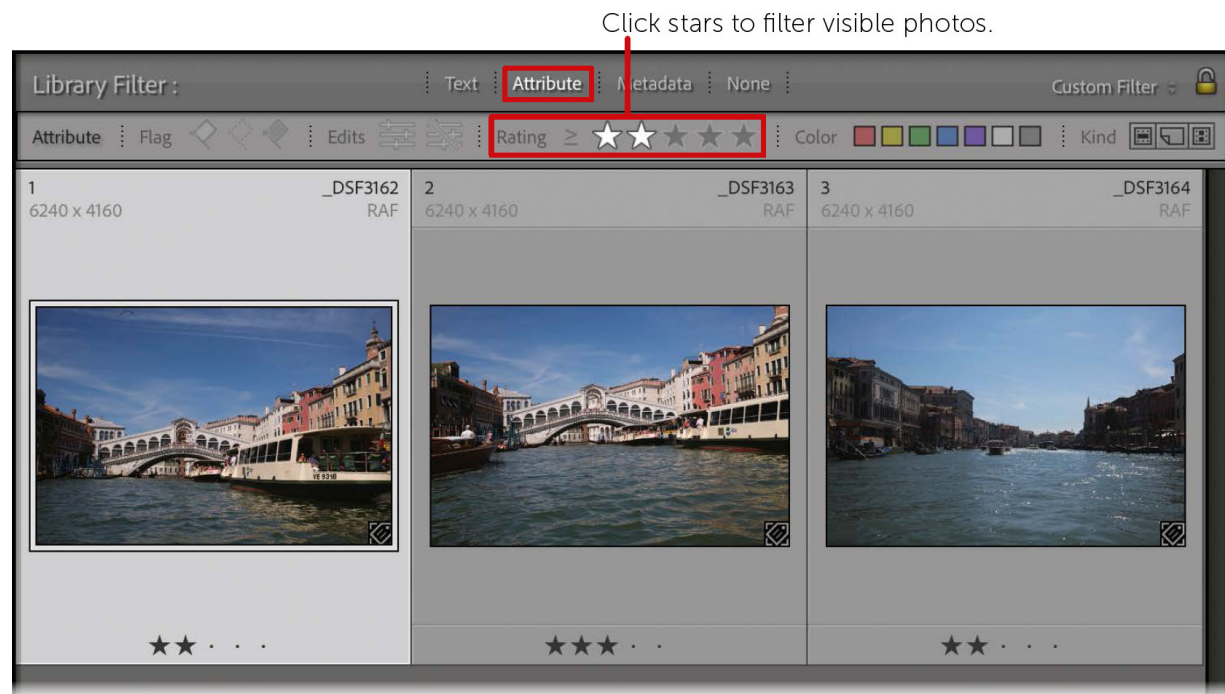 Click stars to filter visible photos.
Library Filter : Text Attribute Metadata None Custom Filter
Attribute Flag Edits Rating ≥ Color Kind
1 _DSF3162 2 _DSF3163 3 _DSF3164
6240 x 4160 RAF 6240 x 4160 RAF 6240 x 4160 RAF
VE 9318